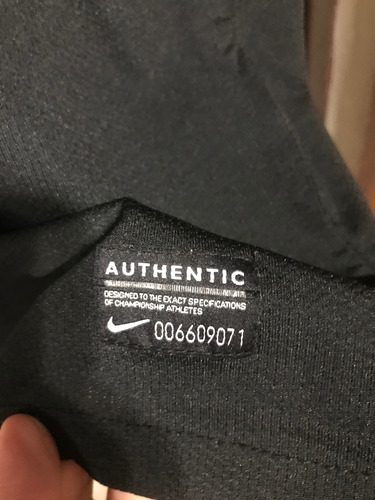 AUTHENTIC
DESIGNED TO THE EXACT SPECIFICATIONS
OF CHAMPIONSHIP ATHLETES
006609071